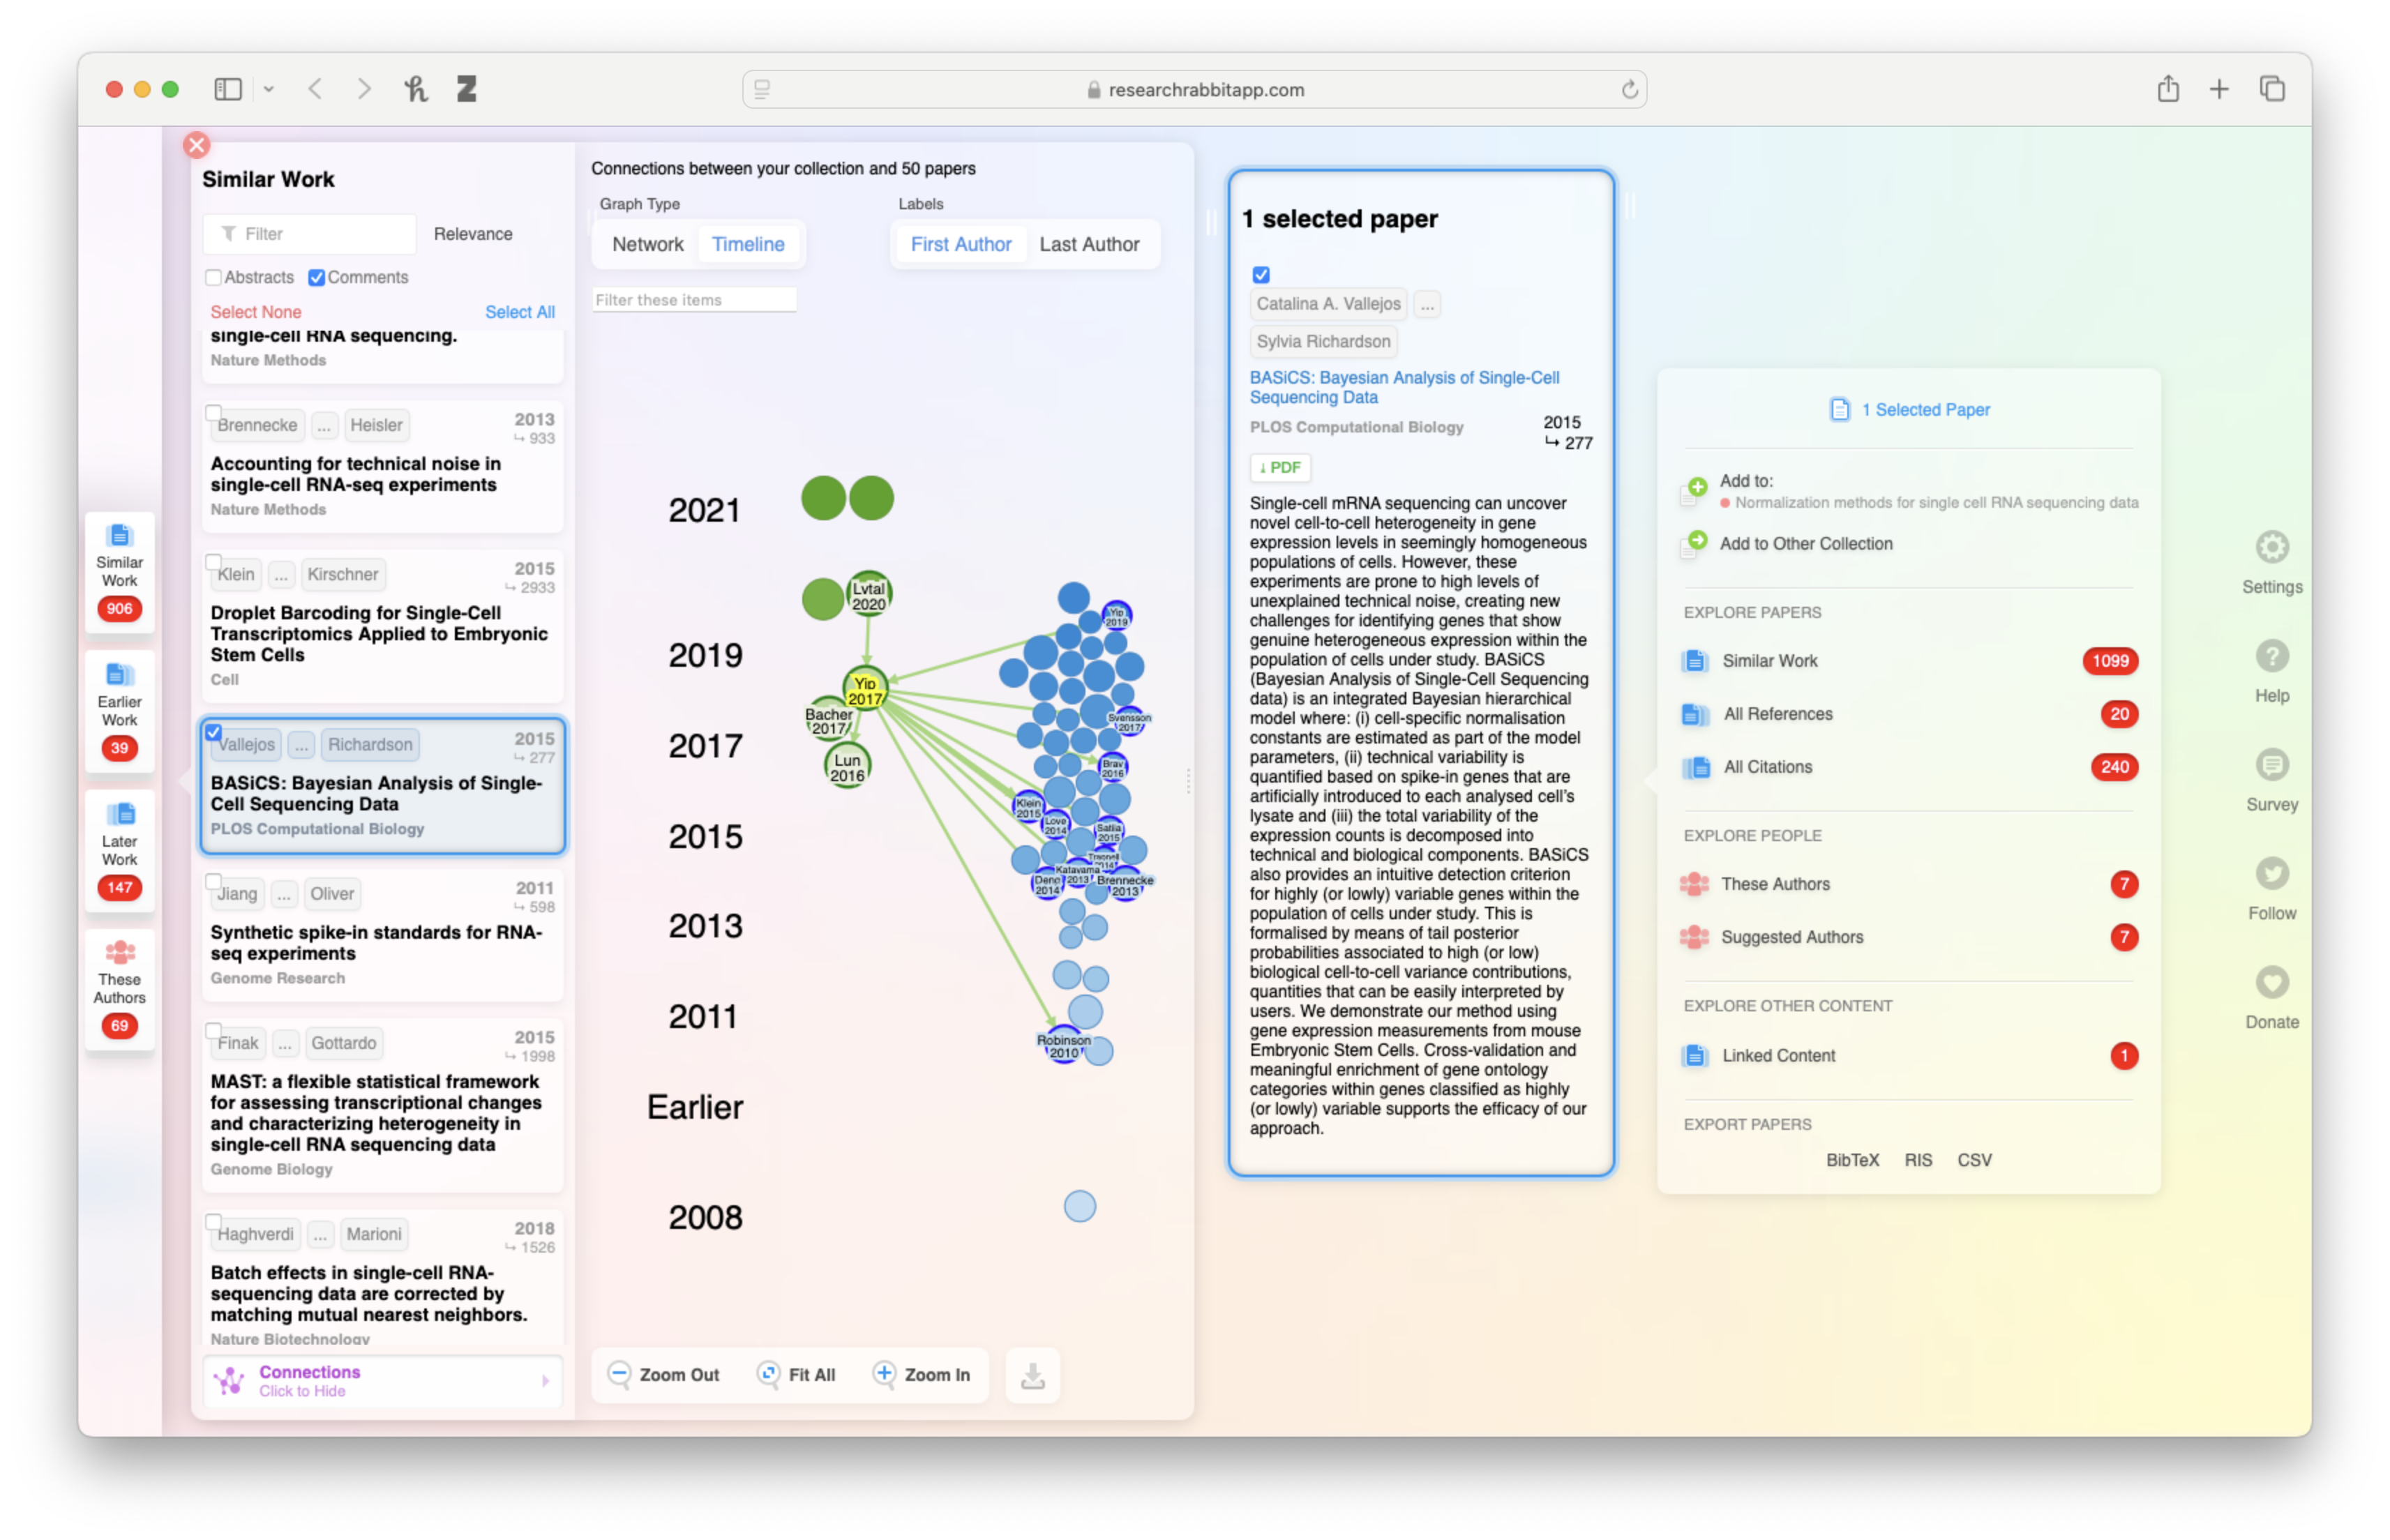 researchrabbitapp.com
Similar
Work
906
Earlier
Work
39
Later
Work
147
These
Authors
69
Similar Work
Filter
Relevance
Abstracts
Comments
Select None
Select All
single-cell RNA sequencing.
Nature Methods
Brennecke ... Heisler
2013
933
Accounting for technical noise in
single-cell RNA-seq experiments
Nature Methods
Klein ... Kirschner
2015
2933
Droplet Barcoding for Single-Cell
Transcriptomics Applied to Embryonic
Stem Cells
Cell
Vallejos ... Richardson
2015
277
BASiCS: Bayesian Analysis of Single-
Cell Sequencing Data
PLOS Computational Biology
Jiang ... Oliver
2011
598
Synthetic spike-in standards for RNA-
seq experiments
Genome Research
Finak ... Gottardo
2015
1998
MAST: a flexible statistical framework
for assessing transcriptional changes
and characterizing heterogeneity in
single-cell RNA sequencing data
Genome Biology
Haghverdi ... Marioni
2018
1526
Batch effects in single-cell RNA-
sequencing data are corrected by
matching mutual nearest neighbors.
Nature Biotechnology
Connections
Click to Hide
Connections between your collection and 50 papers
Graph Type
Network
Timeline
Labels
First Author
Last Author
Filter these items
2021
2019
2017
2015
2013
2011
Earlier
2008
Lytal
2020
Yip
2017
Bacher
2017
Lun
2016
Yip
2019
Svensson
2017
Bray
2016
Klein
2015
Love
2014
Satija
2015
Trapnell
2014
Katayama
2013
Deng
2014
Brennecke
2013
Robinson
2010
Zoom Out
Fit All
Zoom In
1 selected paper
Catalina A. Vallejos ...
Sylvia Richardson
BASiCS: Bayesian Analysis of Single-Cell
Sequencing Data
PLOS Computational Biology
2015
277
PDF
Single-cell mRNA sequencing can uncover
novel cell-to-cell heterogeneity in gene
expression levels in seemingly homogeneous
populations of cells. However, these
experiments are prone to high levels of
unexplained technical noise, creating new
challenges for identifying genes that show
genuine heterogeneous expression within the
population of cells under study. BASiCS
(Bayesian Analysis of Single-Cell Sequencing
data) is an integrated Bayesian hierarchical
model where: (i) cell-specific normalisation
constants are estimated as part of the model
parameters, (ii) technical variability is
quantified based on spike-in genes that are
artificially introduced to each analysed cell’s
lysate and (iii) the total variability of the
expression counts is decomposed into
technical and biological components. BASiCS
also provides an intuitive detection criterion
for highly (or lowly) variable genes within the
population of cells under study. This is
formalised by means of tail posterior
probabilities associated to high (or low)
biological cell-to-cell variance contributions,
quantities that can be easily interpreted by
users. We demonstrate our method using
gene expression measurements from mouse
Embryonic Stem Cells. Cross-validation and
meaningful enrichment of gene ontology
categories within genes classified as highly
(or lowly) variable supports the efficacy of our
approach.
1 Selected Paper
Add to:
Normalization methods for single cell RNA sequencing data
Add to Other Collection
EXPLORE PAPERS
Similar Work
1099
All References
20
All Citations
240
EXPLORE PEOPLE
These Authors
7
Suggested Authors
7
EXPLORE OTHER CONTENT
Linked Content
1
EXPORT PAPERS
BibTeX RIS CSV
Settings
Help
Survey
Follow
Donate